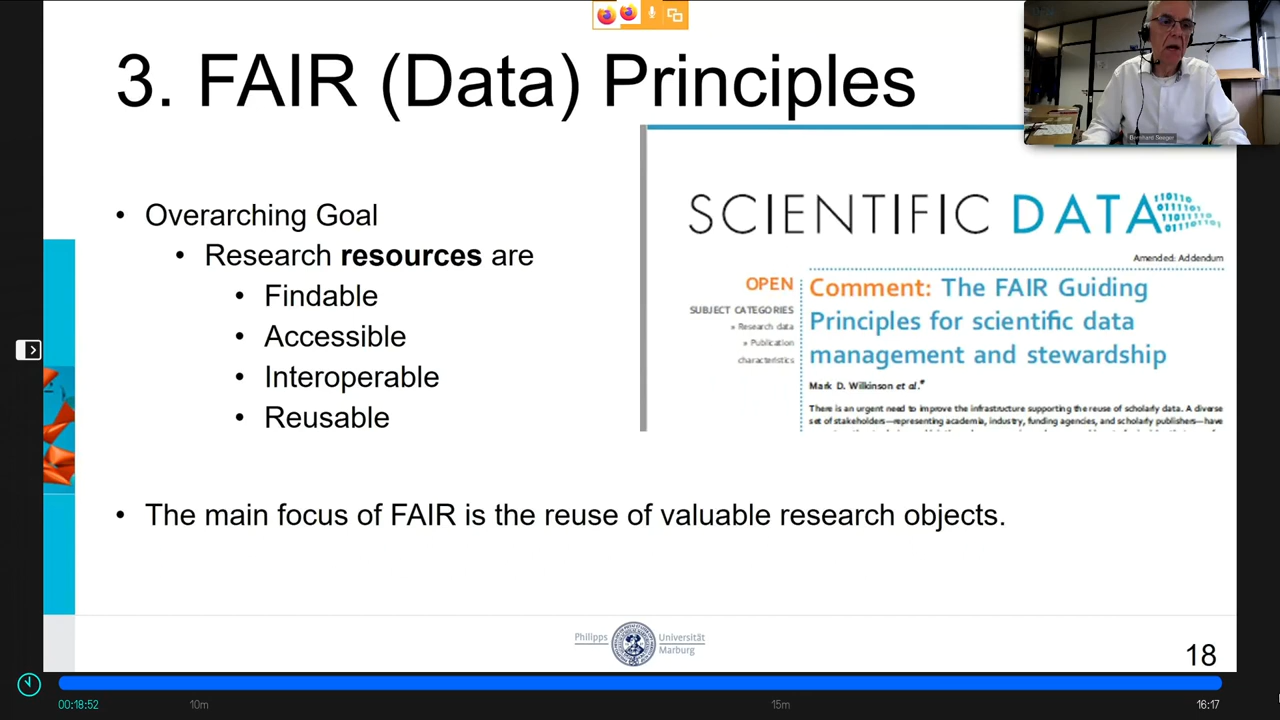 3. FAIR (Data) Principles
Bernhard Seeger
• Overarching Goal
• Research resources are
• Findable
• Accessible
• Interoperable
• Reusable
SCIENTIFIC DATA
Amended: Addendum
OPEN
SUBJECT CATEGORIES
» Research data
» Publication
characteristics
Comment: The FAIR Guiding
Principles for scientific data
management and stewardship
Mark D. Wilkinson et al.#
There is an urgent need to improve the infrastructure supporting the reuse of scholarly data. A diverse
set of stakeholders—representing academia, industry, funding agencies, and scholarly publishers—have
• The main focus of FAIR is the reuse of valuable research objects.
Philipps Universität
Marburg
18
00:18:52
10m
15m
16:17